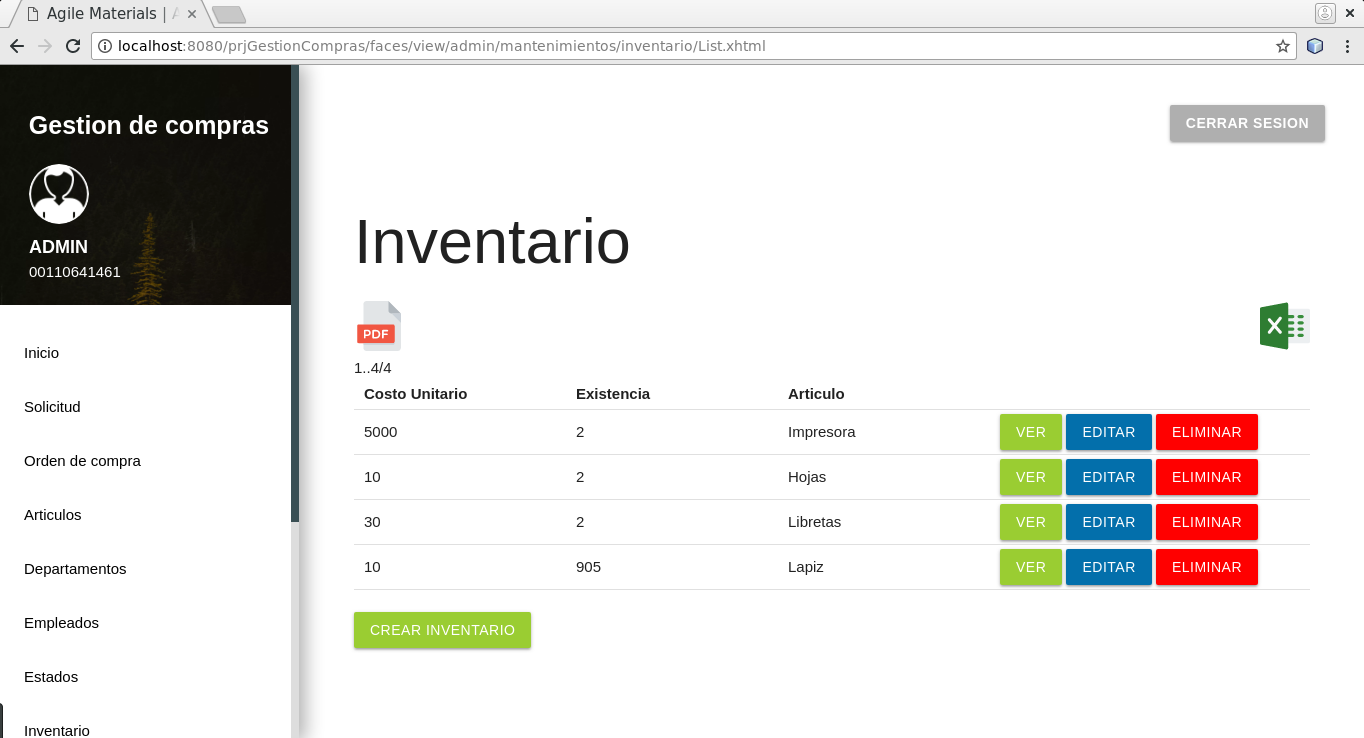 Agile Materials | A
localhost:8080/prjGestionCompras/faces/view/admin/mantenimientos/inventario/List.xhtml
Gestion de compras
ADMIN
00110641461
Inicio
Solicitud
Orden de compra
Articulos
Departamentos
Empleados
Estados
Inventario
CERRAR SESION
Inventario
PDF
X
1..4/4
Costo Unitario Existencia Articulo
5000 2 Impresora VER EDITAR ELIMINAR
10 2 Hojas VER EDITAR ELIMINAR
30 2 Libretas VER EDITAR ELIMINAR
10 905 Lapiz VER EDITAR ELIMINAR
CREAR INVENTARIO